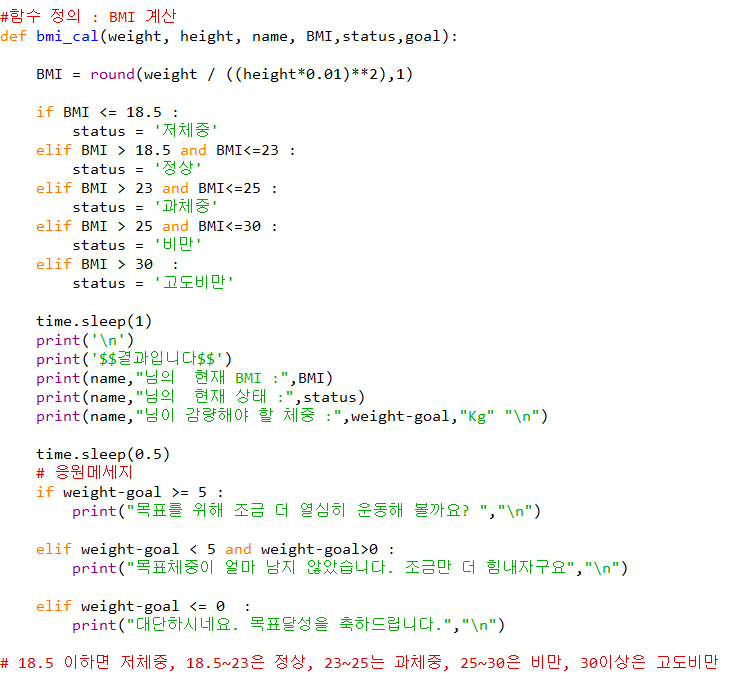 #함수 정의 : BMI 계산
def bmi_cal(weight, height, name, BMI,status,goal):
BMI = round(weight / ((height*0.01)**2),1)
if BMI <= 18.5 :
status = '저체중'
elif BMI > 18.5 and BMI<=23 :
status = '정상'
elif BMI > 23 and BMI<=25 :
status = '과체중'
elif BMI > 25 and BMI<=30 :
status = '비만'
elif BMI > 30  :
status = '고도비만'
time.sleep(1)
print('\n')
print('$$결과입니다$$')
print(name,"님의  현재 BMI :",BMI)
print(name,"님의  현재 상태 :",status)
print(name,"님이 감량해야 할 체중 :",weight-goal,"Kg" "\n")
time.sleep(0.5)
# 응원메세지
if weight-goal >= 5 :
print("목표를 위해 조금 더 열심히 운동해 볼까요? ","\n")
elif weight-goal < 5 and weight-goal>0 :
print("목표체중이 얼마 남지 않았습니다. 조금만 더 힘내자구요","\n")
elif weight-goal <= 0  :
print("대단하시네요. 목표달성을 축하드립니다.","\n")
# 18.5 이하면 저체중, 18.5~23은 정상, 23~25는 과체중, 25~30은 비만, 30이상은 고도비만